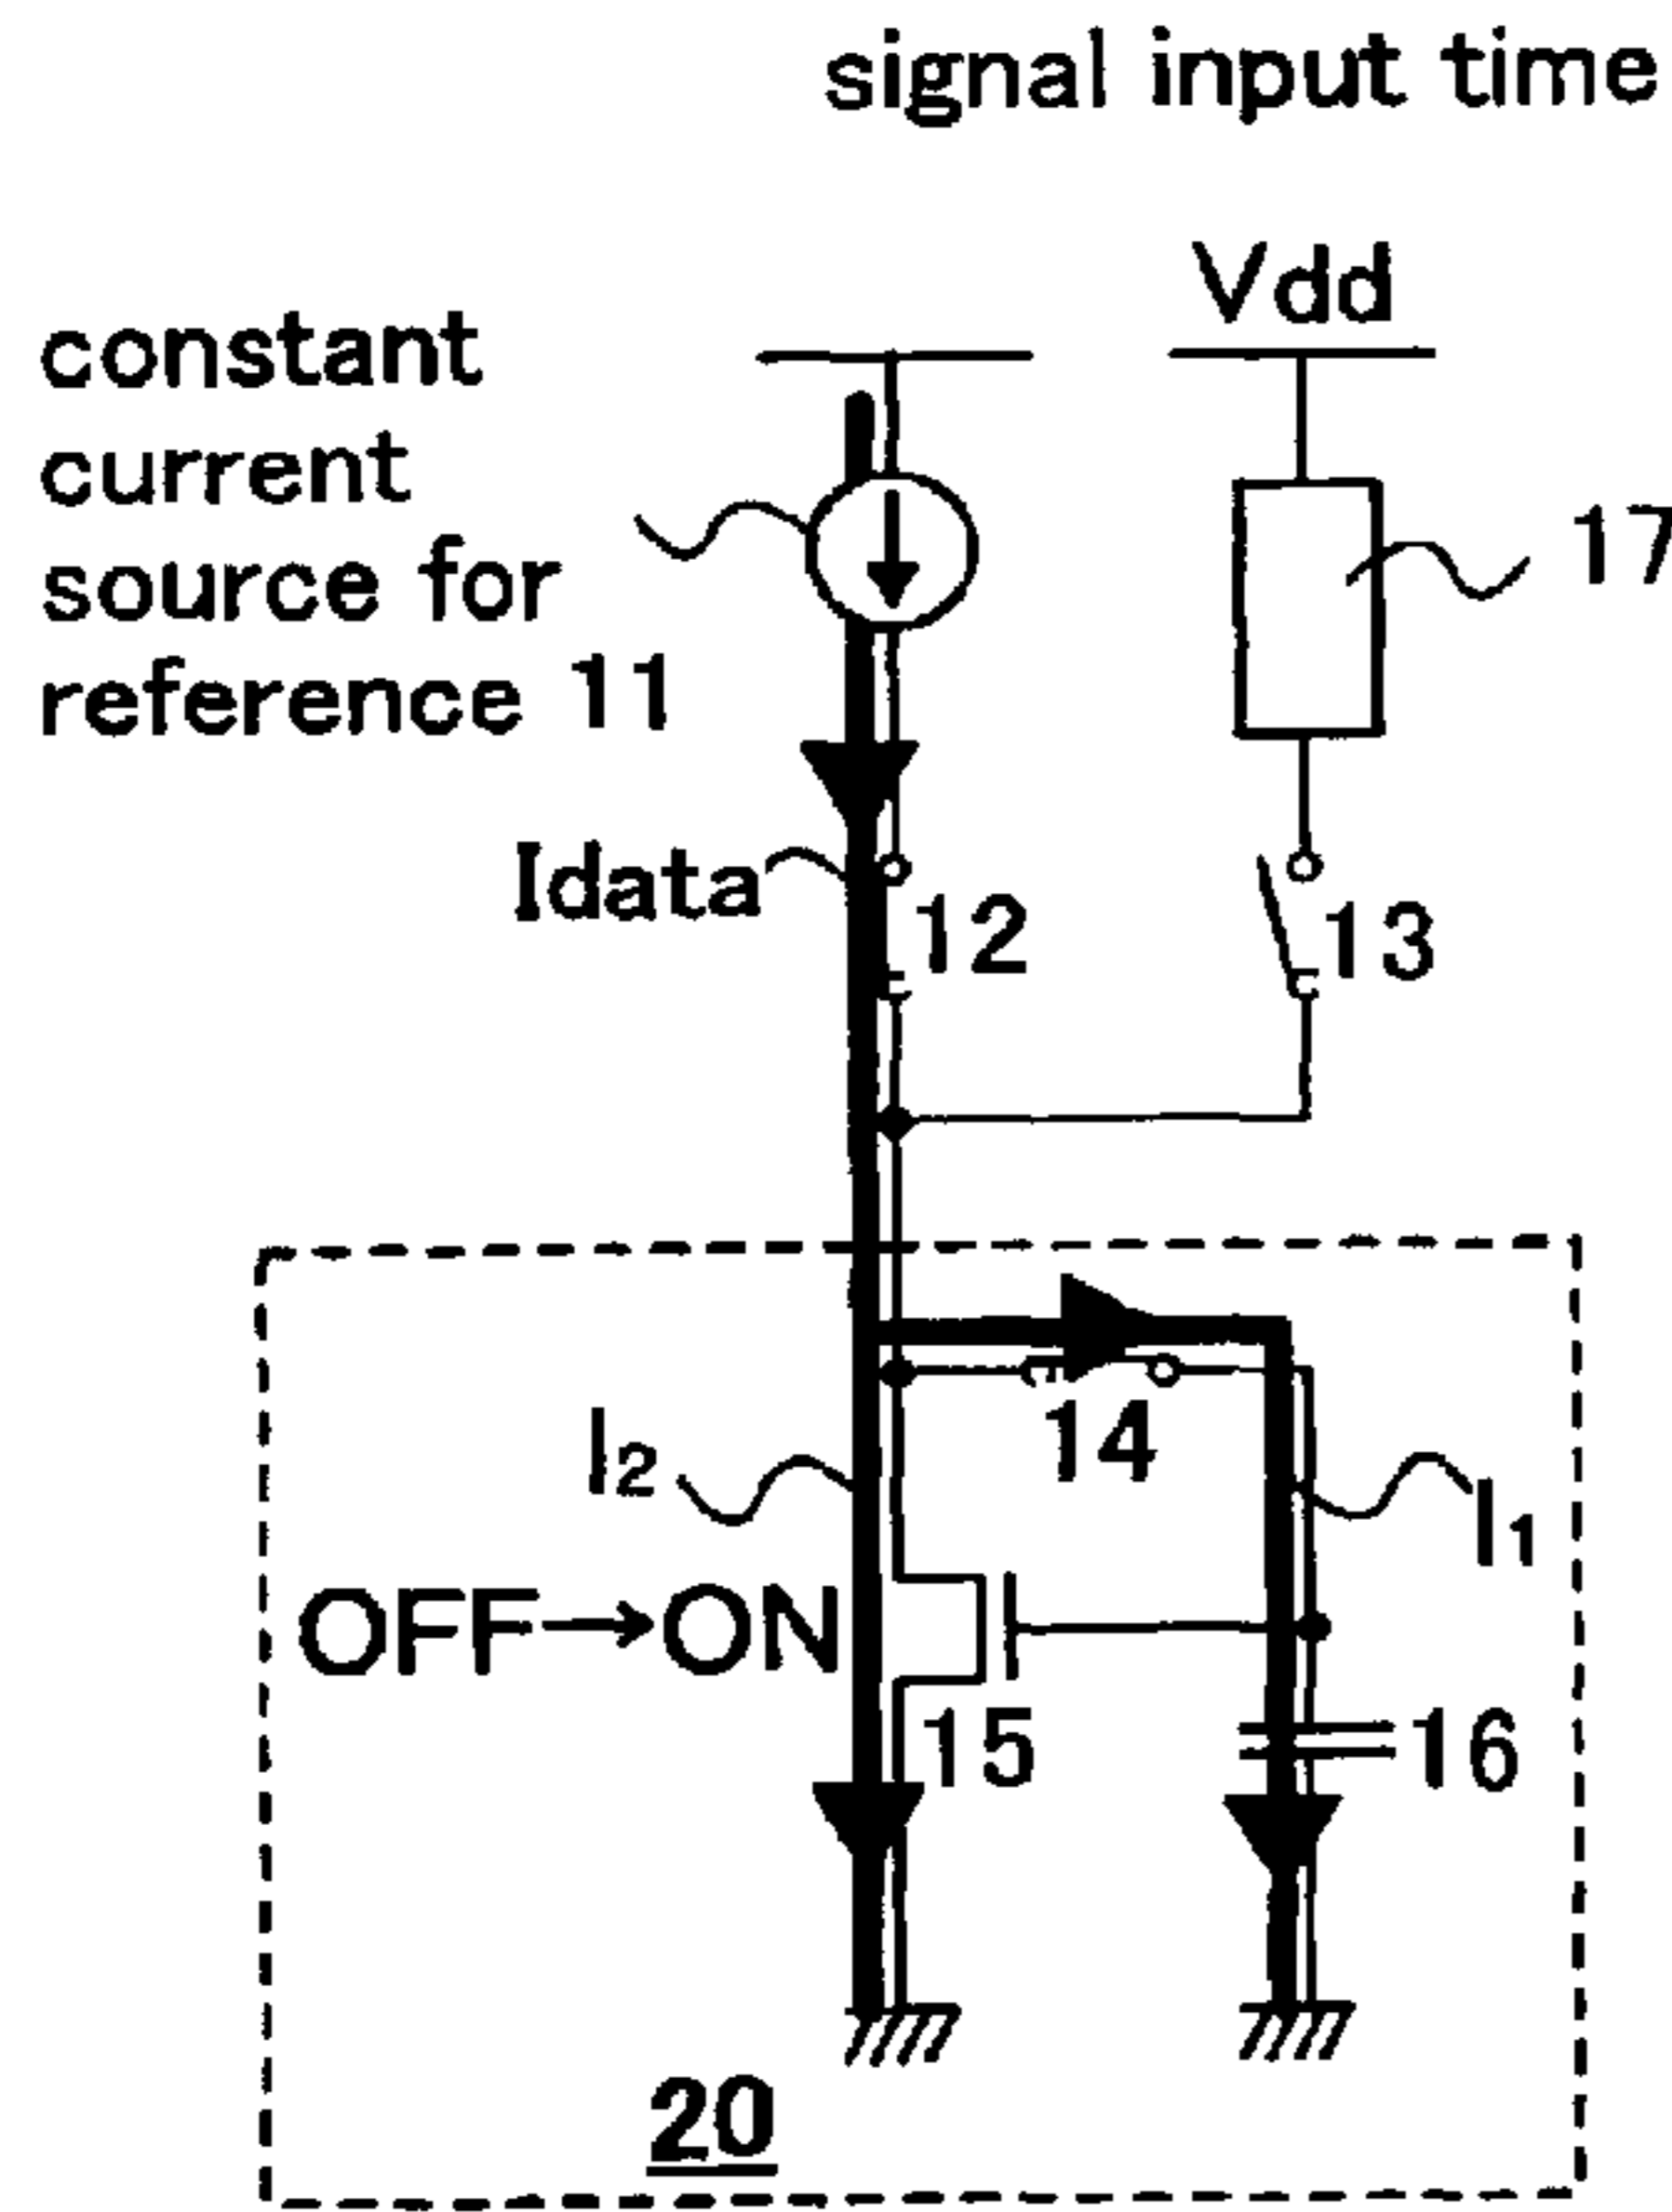 signal input time
Vdd
constant
current
source for
reference 11
17
Idata
12
13
14
I2
I1
OFF→ON
15
16
20